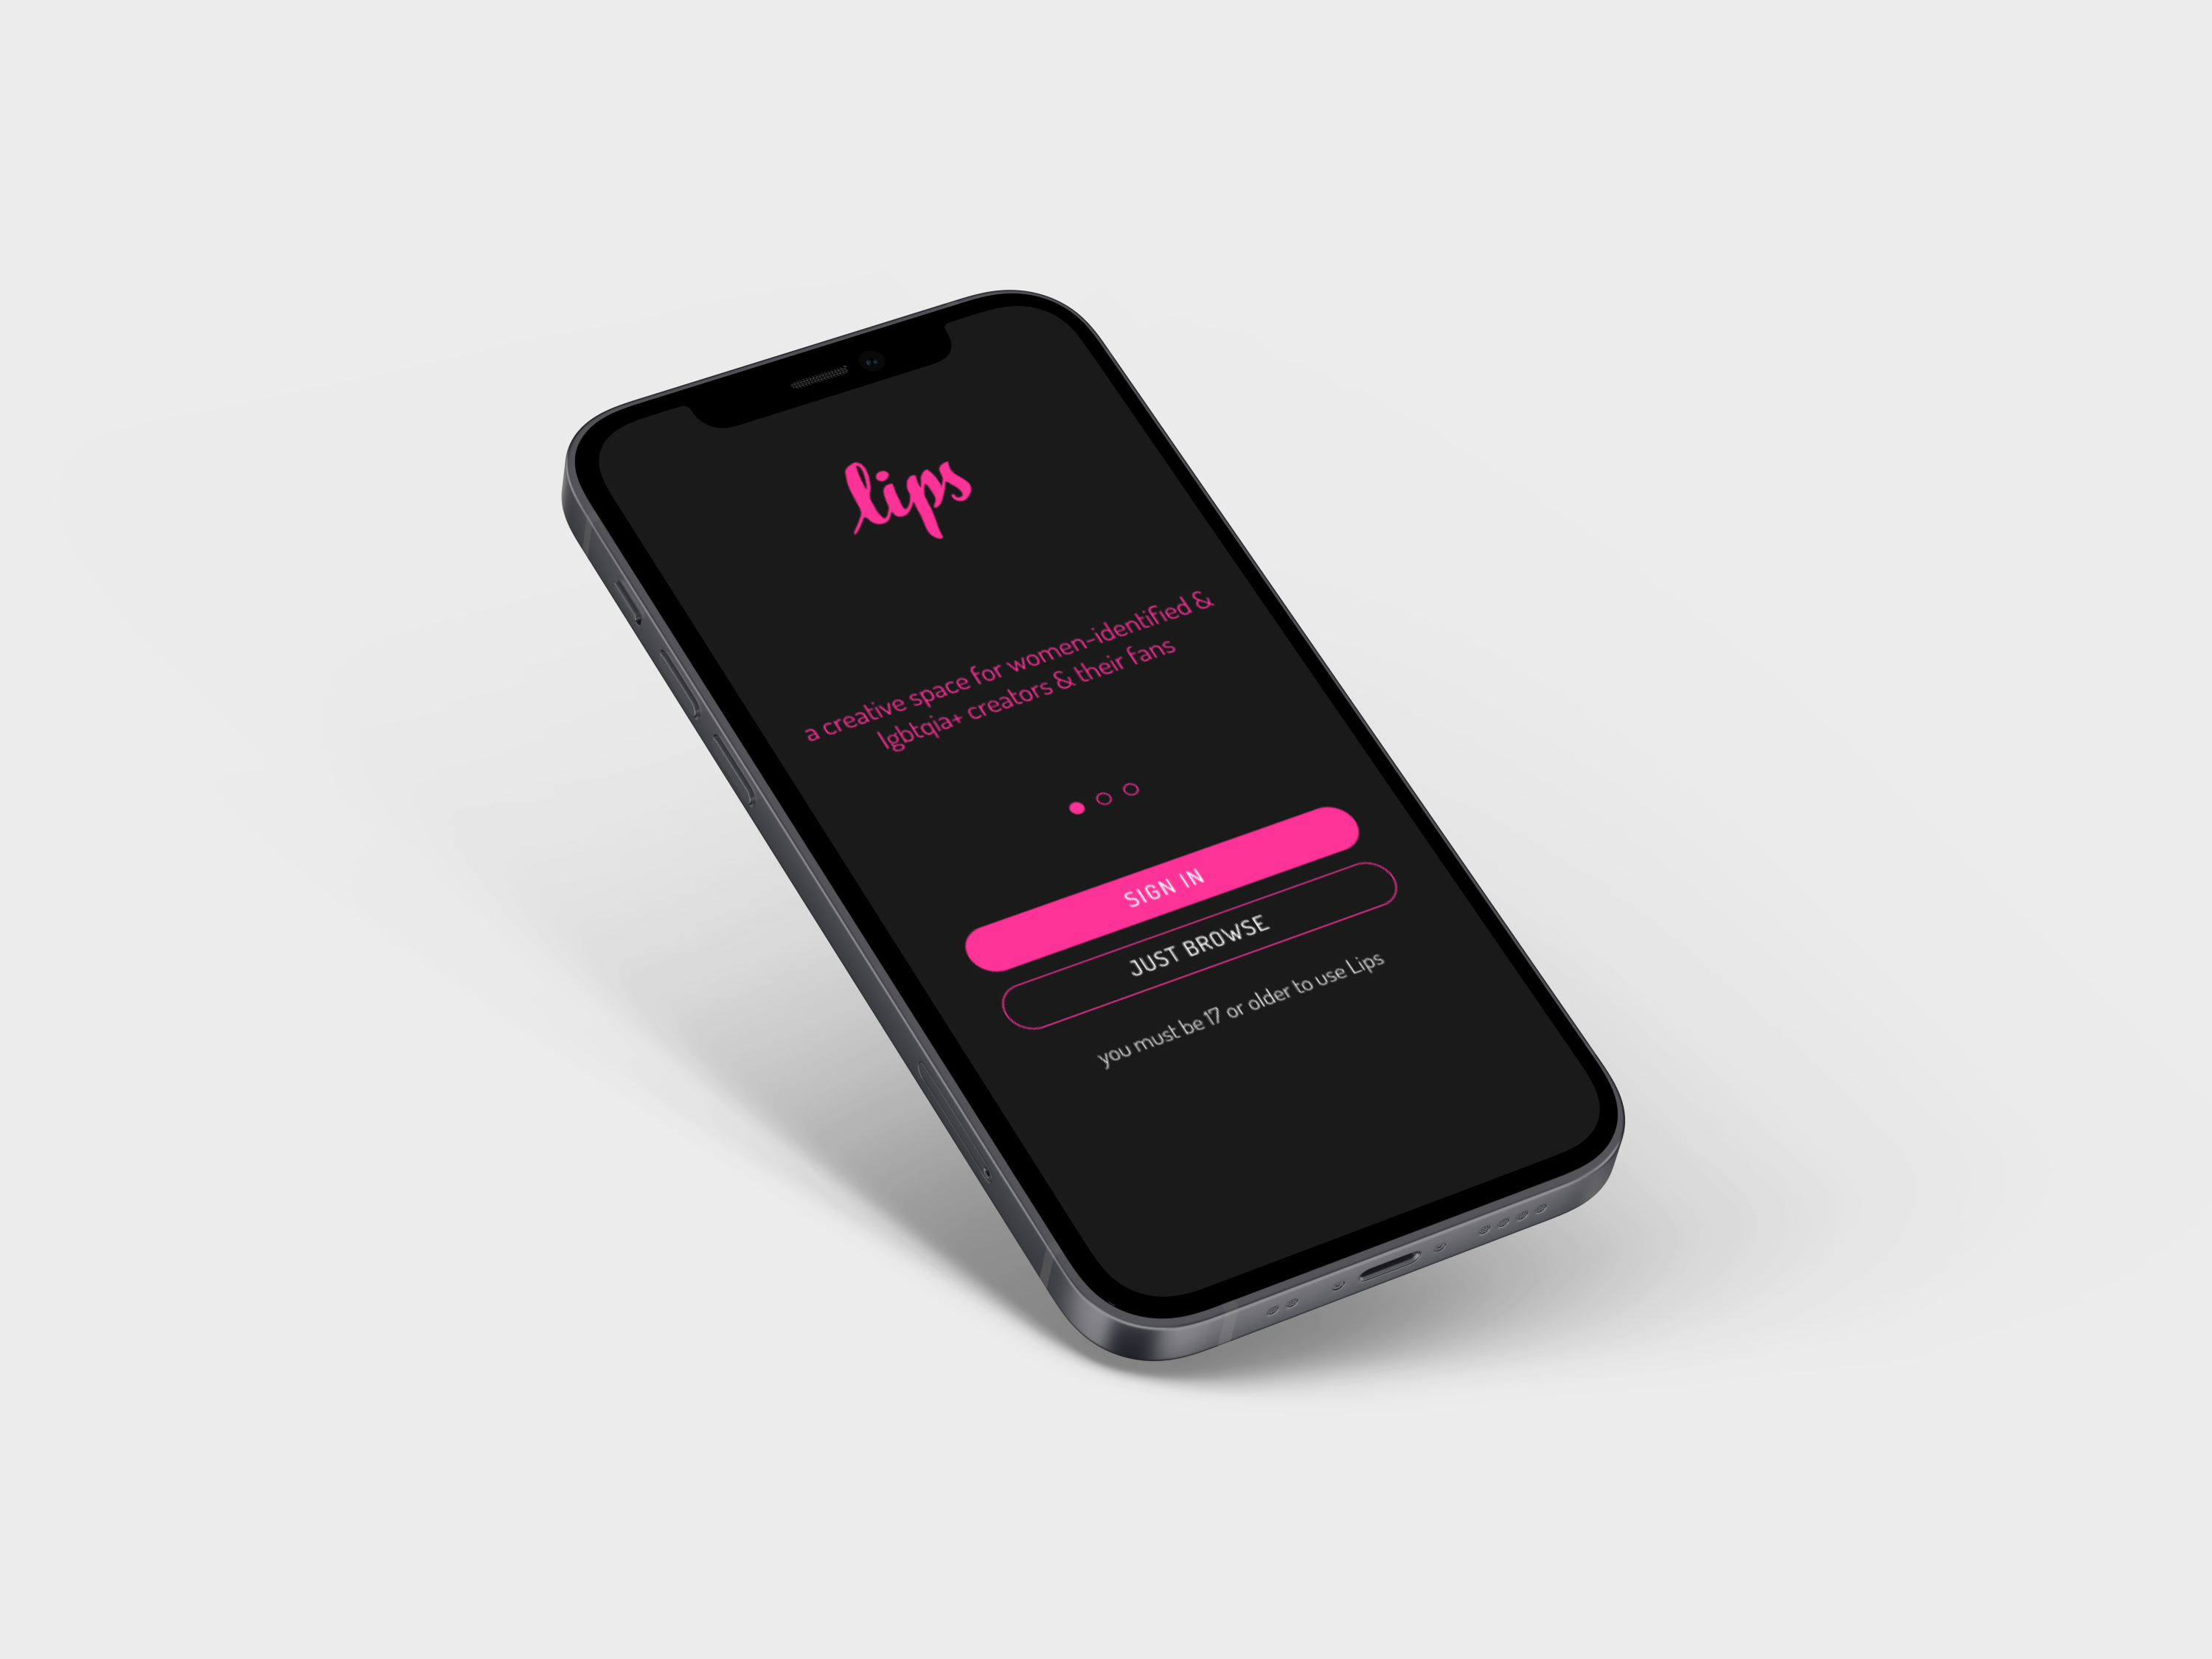 lips
a creative space for women-identified &
lgbtqia+ creators & their fans
SIGN IN
JUST BROWSE
you must be 17 or older to use Lips